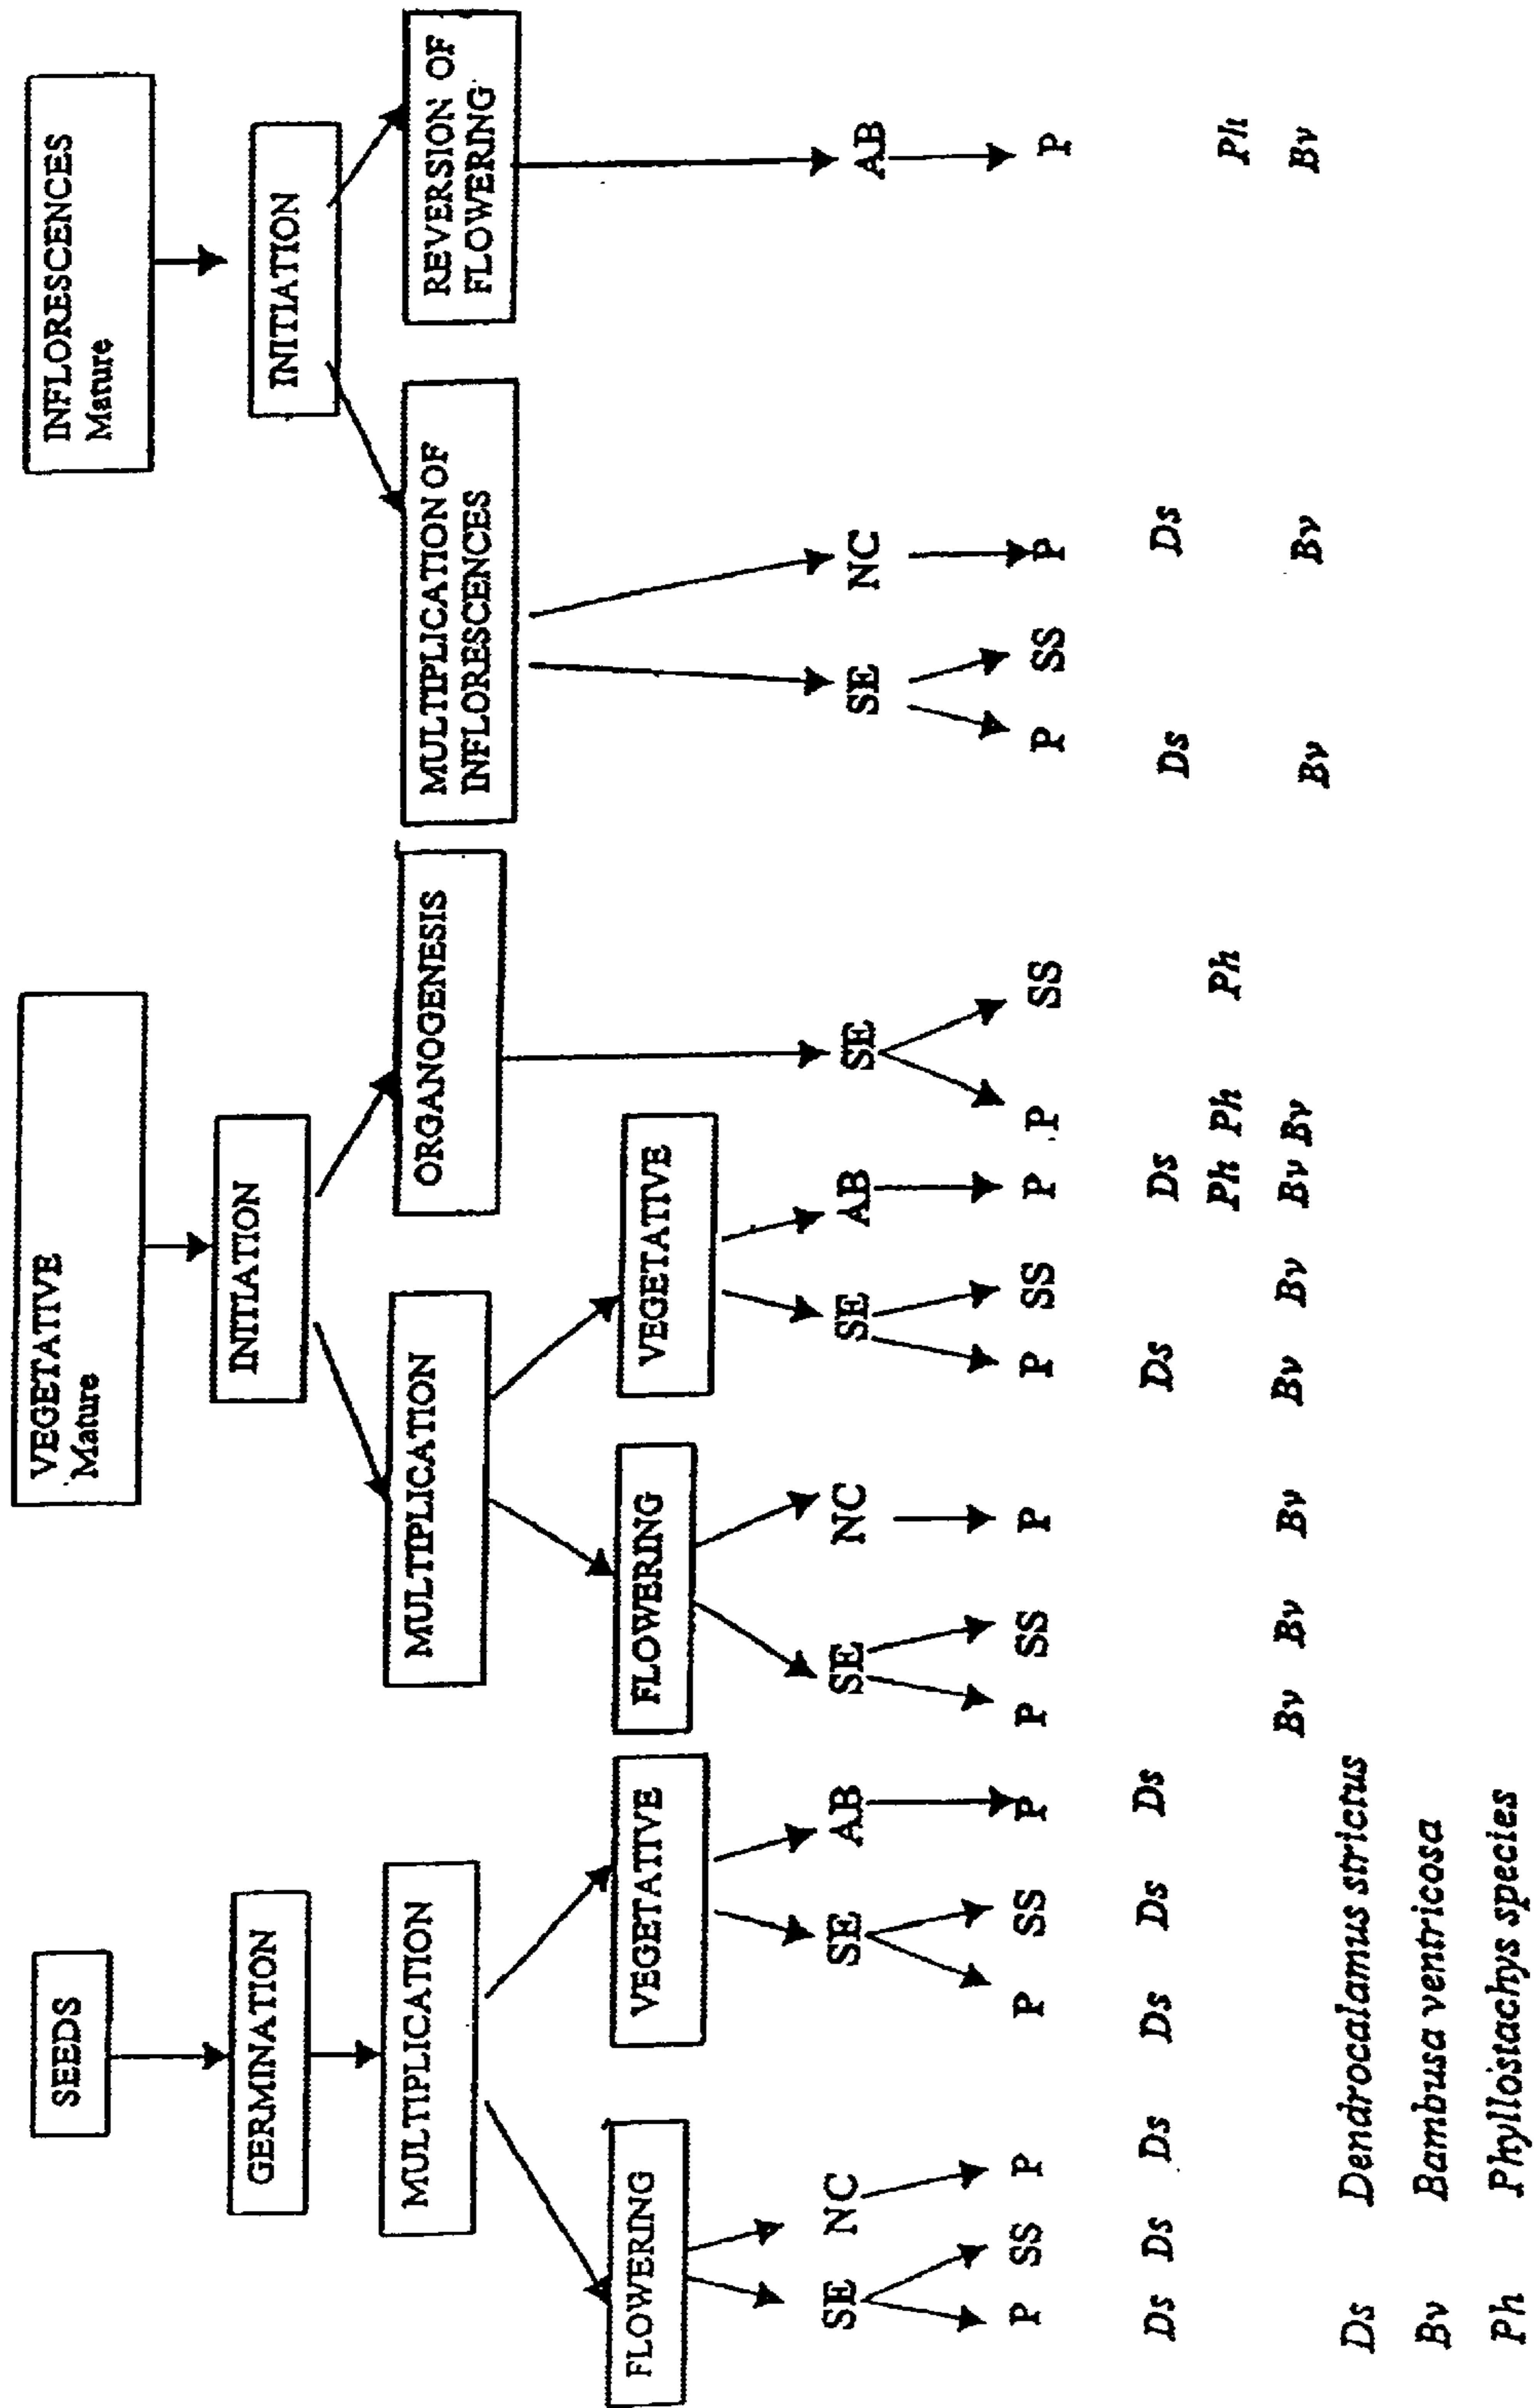 SEEDS
VEGETATIVE
Mature
INFLORESCENCES
Mature
GERMINATION
INITIATION
INITIATION
MULTIPLICATION
MULTIPLICATION
ORGANOGENESIS
MULTIPLICATION OF
INFLORESCENCES
REVERSION OF
FLOWERING
FLOWERING
VEGETATIVE
FLOWERING
VEGETATIVE
SE NC SE AB SE NC SE AB SE SE NC AB
P SS P P SS P P SS P P SS P P SS P SS P P
Ds Ds Ds Ds Ds Ds Ds Ds Ds Ds
Ph Ph Ph Ph
Bv Bv Bv Bv Bv Bv Bv Bv Bv Bv
Ds Dendrocalamus strictus
Bv Bambusa ventricosa
Ph Phyllostachys species